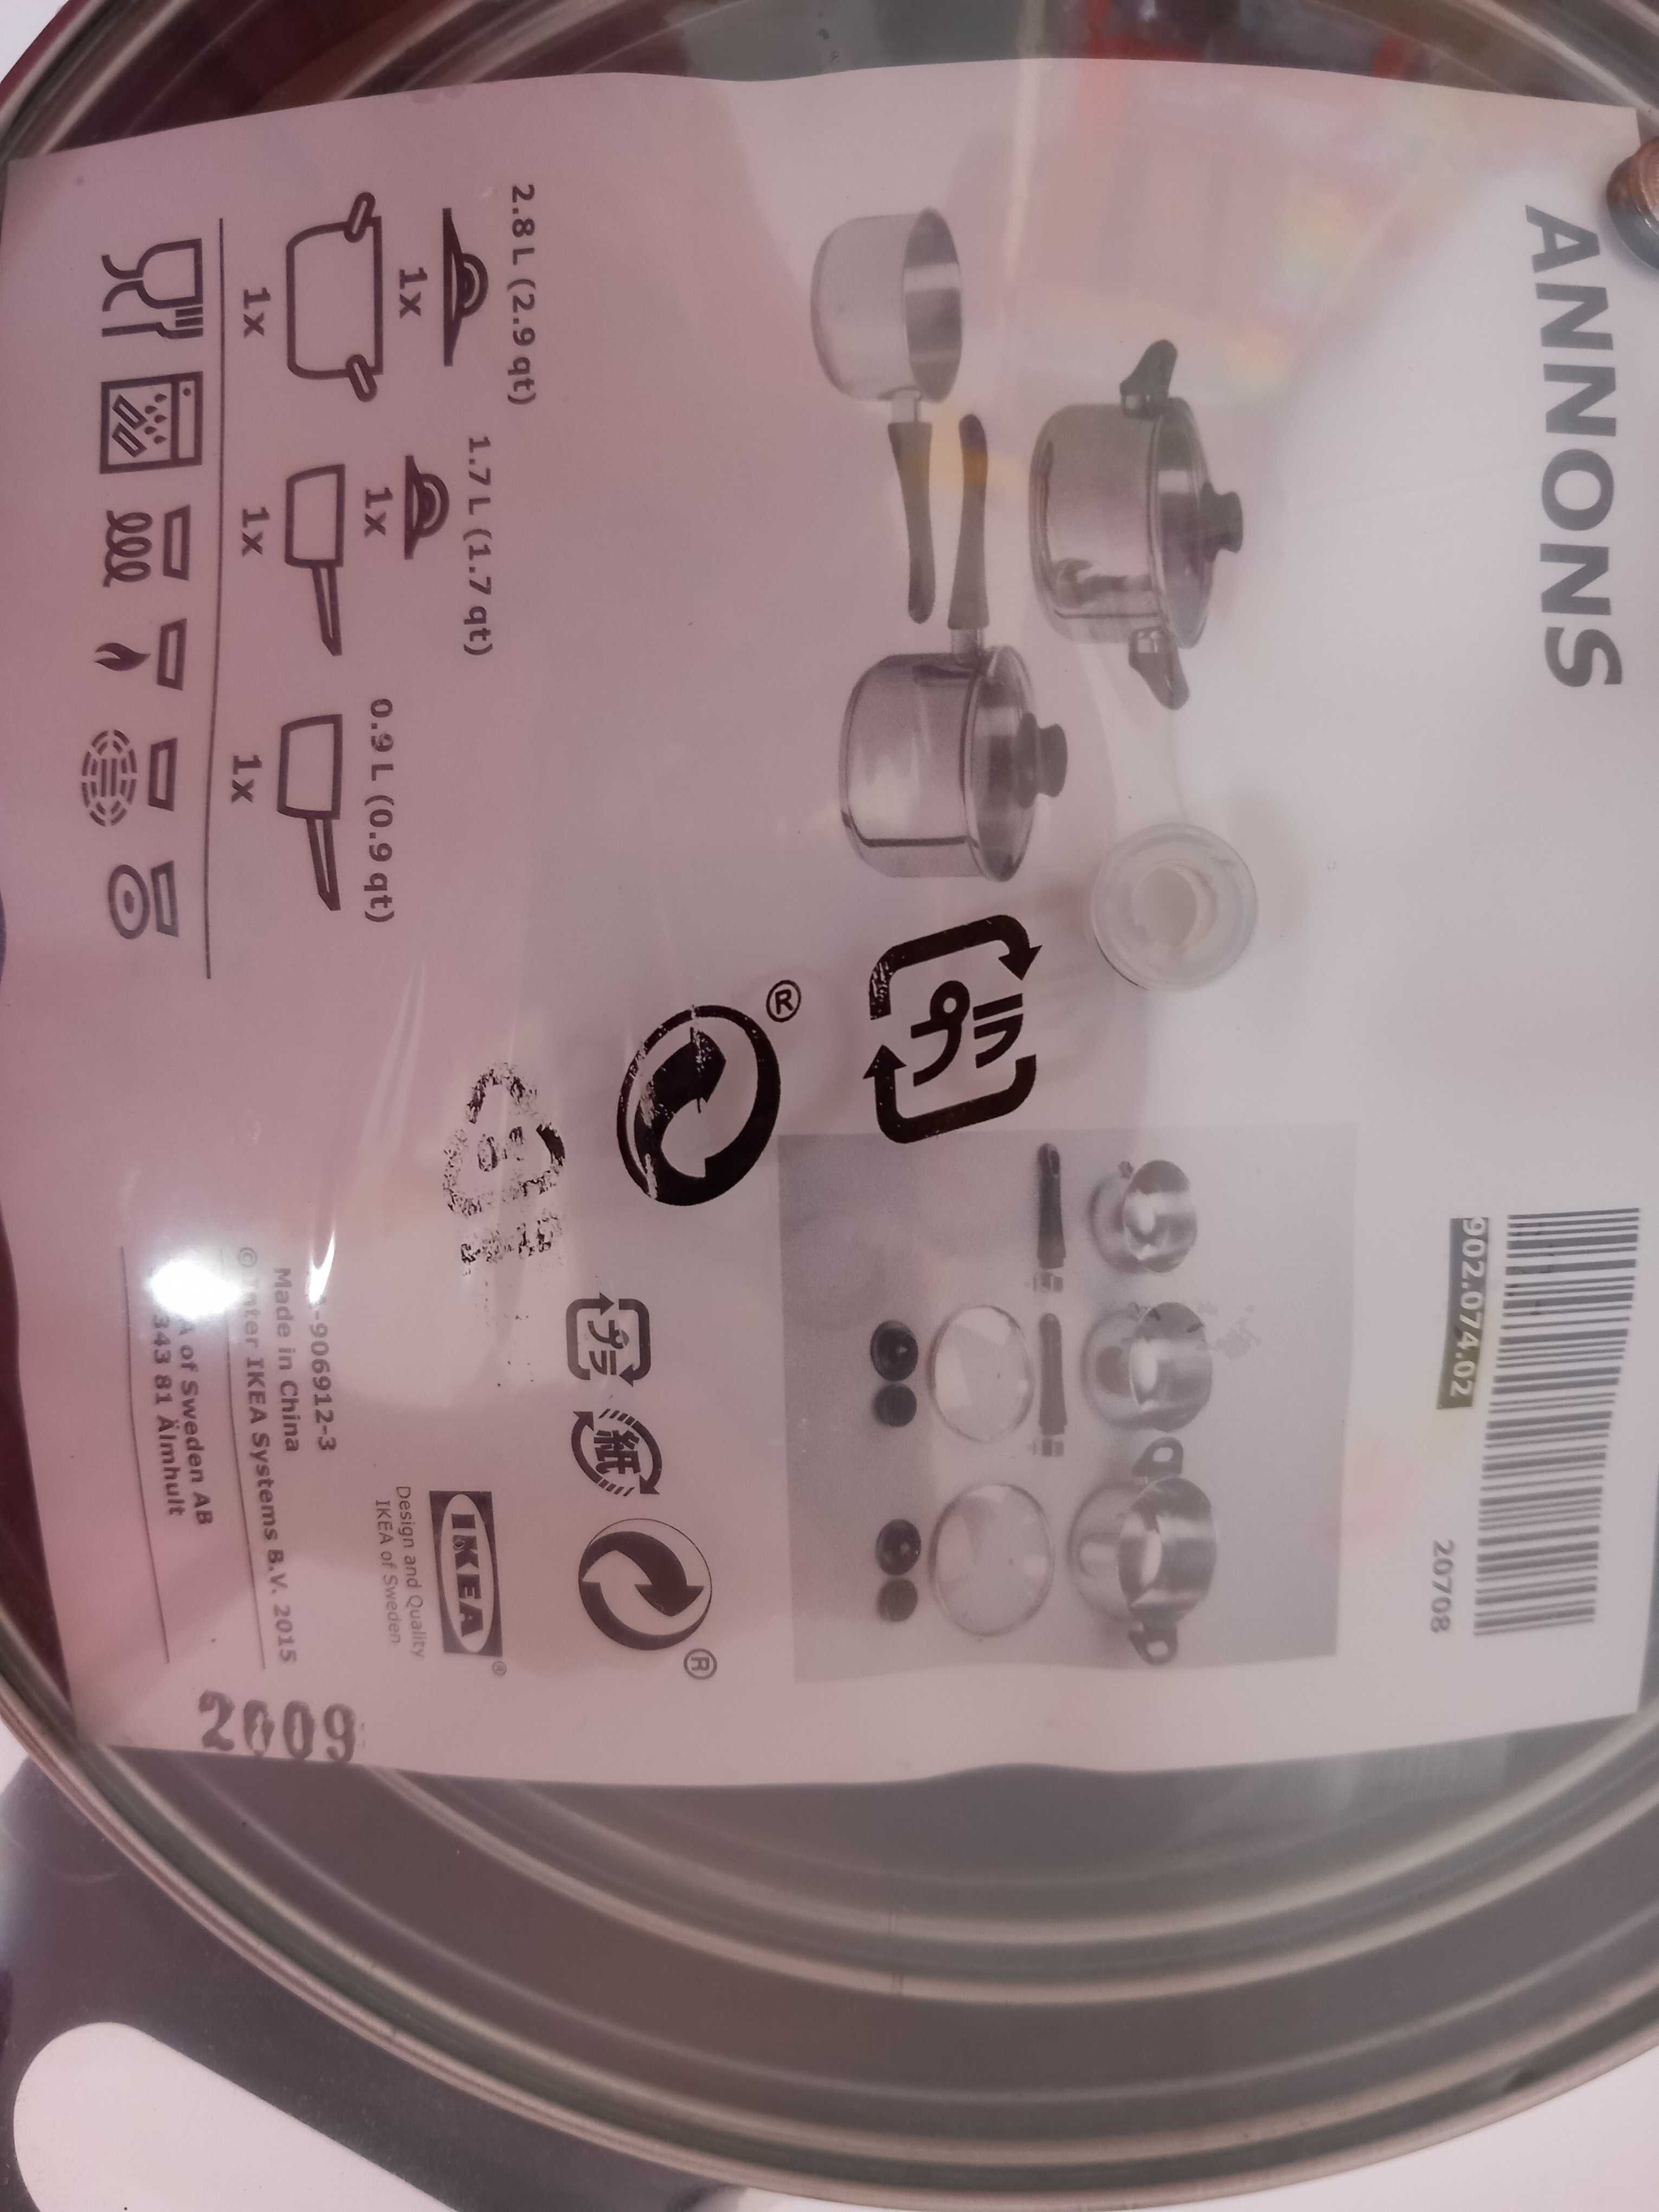 ANNONS
902.074.02
20708
2.8 L (2.9 qt)
1x
1x
1.7 L (1.7 qt)
1x
1x
0.9 L (0.9 qt)
1x
プラ
®
プラ
紙
®
IKEA®
Design and Quality
IKEA of Sweden
-906912-3
Made in China
© Inter IKEA Systems B.V. 2015
of Sweden AB
343 81 Älmhult
2009